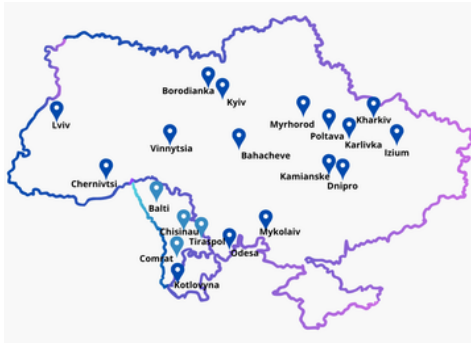 Borodianka
Kyiv
Lviv
Myrhorod
Kharkiv
Poltava
Karlivka
Izium
Vinnytsia
Bahacheve
Kamianske
Dnipro
Chernivtsi
Balti
Chisinau
Tiraspol
Mykolaiv
Odesa
Comrat
Kotlovyna